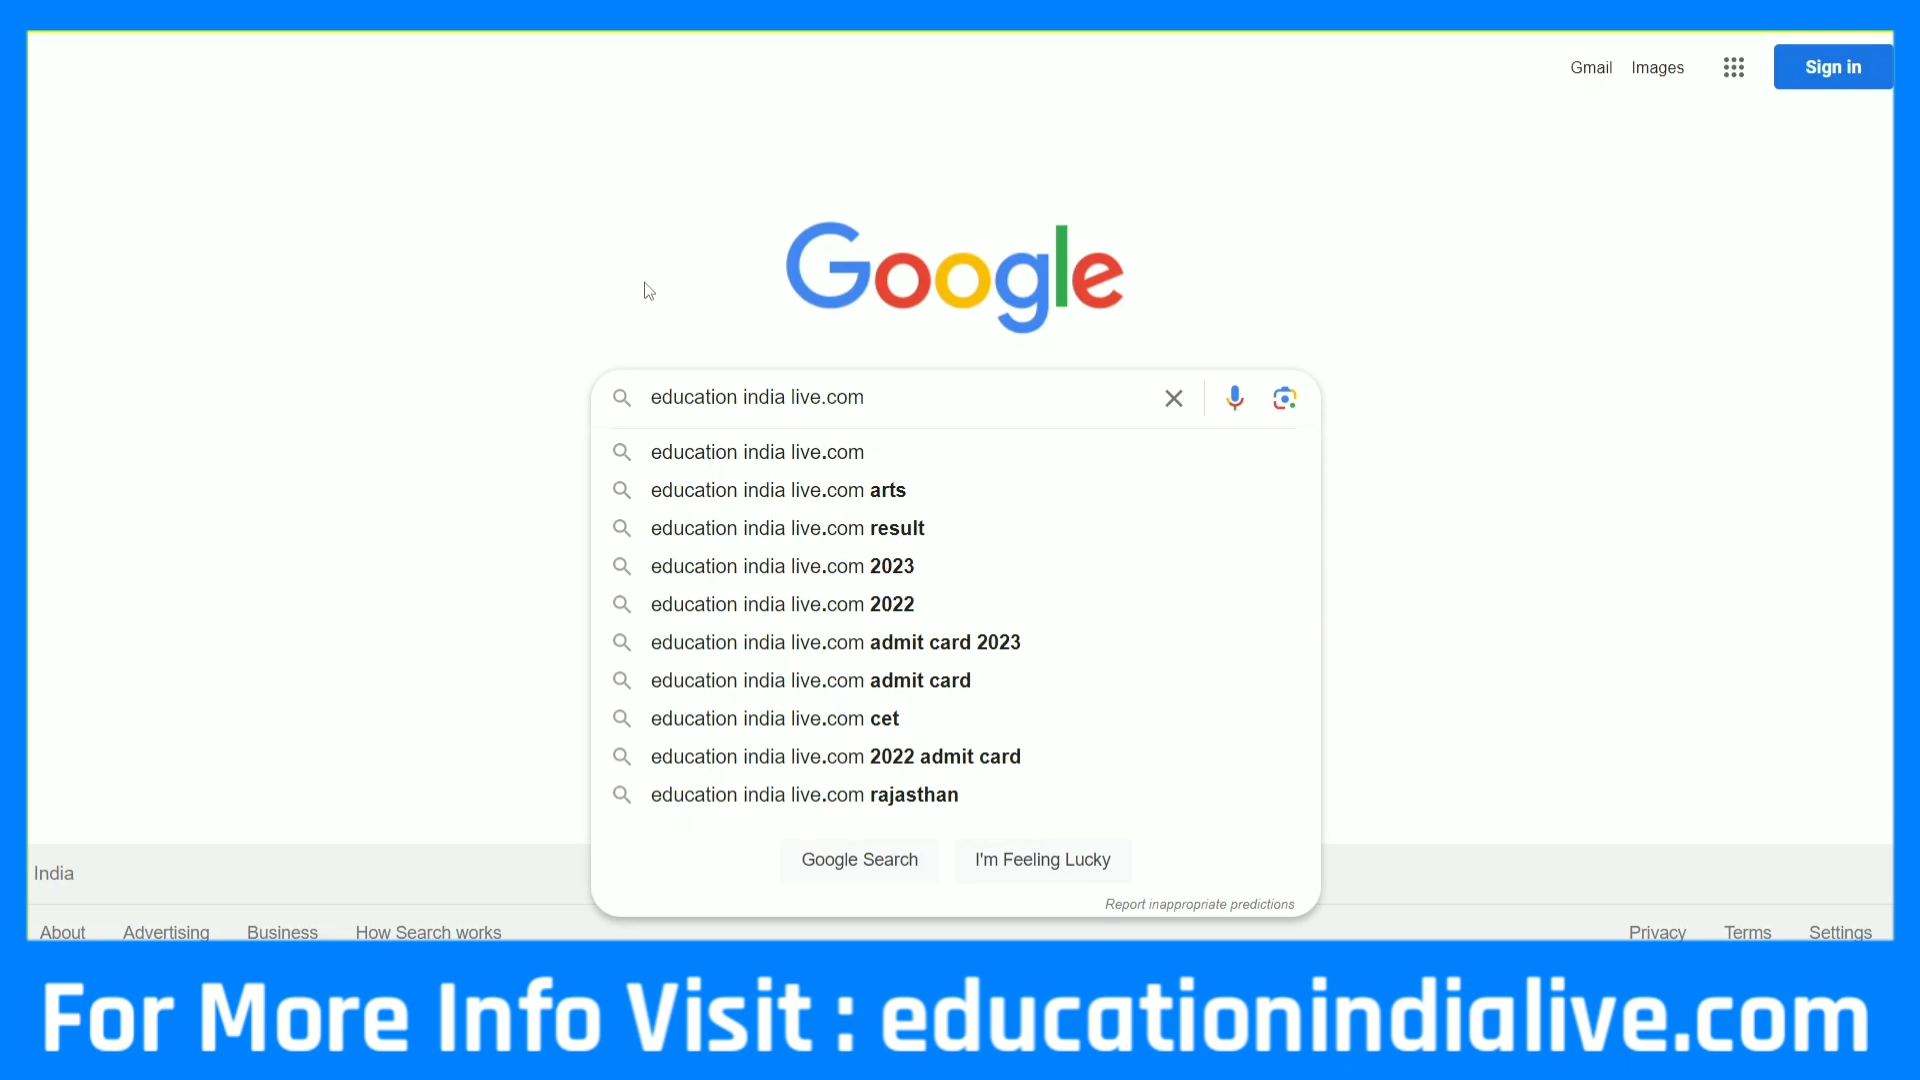 Gmail Images Sign in
Google
education india live.com
education india live.com
education india live.com arts
education india live.com result
education india live.com 2023
education india live.com 2022
education india live.com admit card 2023
education india live.com admit card
education india live.com cet
education india live.com 2022 admit card
education india live.com rajasthan
Google Search I'm Feeling Lucky
Report inappropriate predictions
India
About Advertising Business How Search works Privacy Terms Settings
For More Info Visit : educationindialive.com